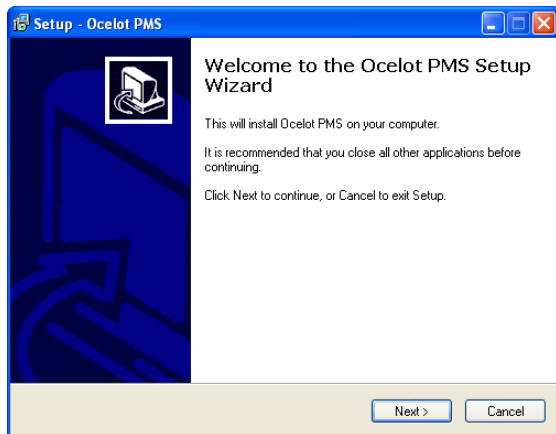 Setup - Ocelot PMS
Welcome to the Ocelot PMS Setup
Wizard
This will install Ocelot PMS on your computer.
It is recommended that you close all other applications before
continuing.
Click Next to continue, or Cancel to exit Setup.
Next >
Cancel